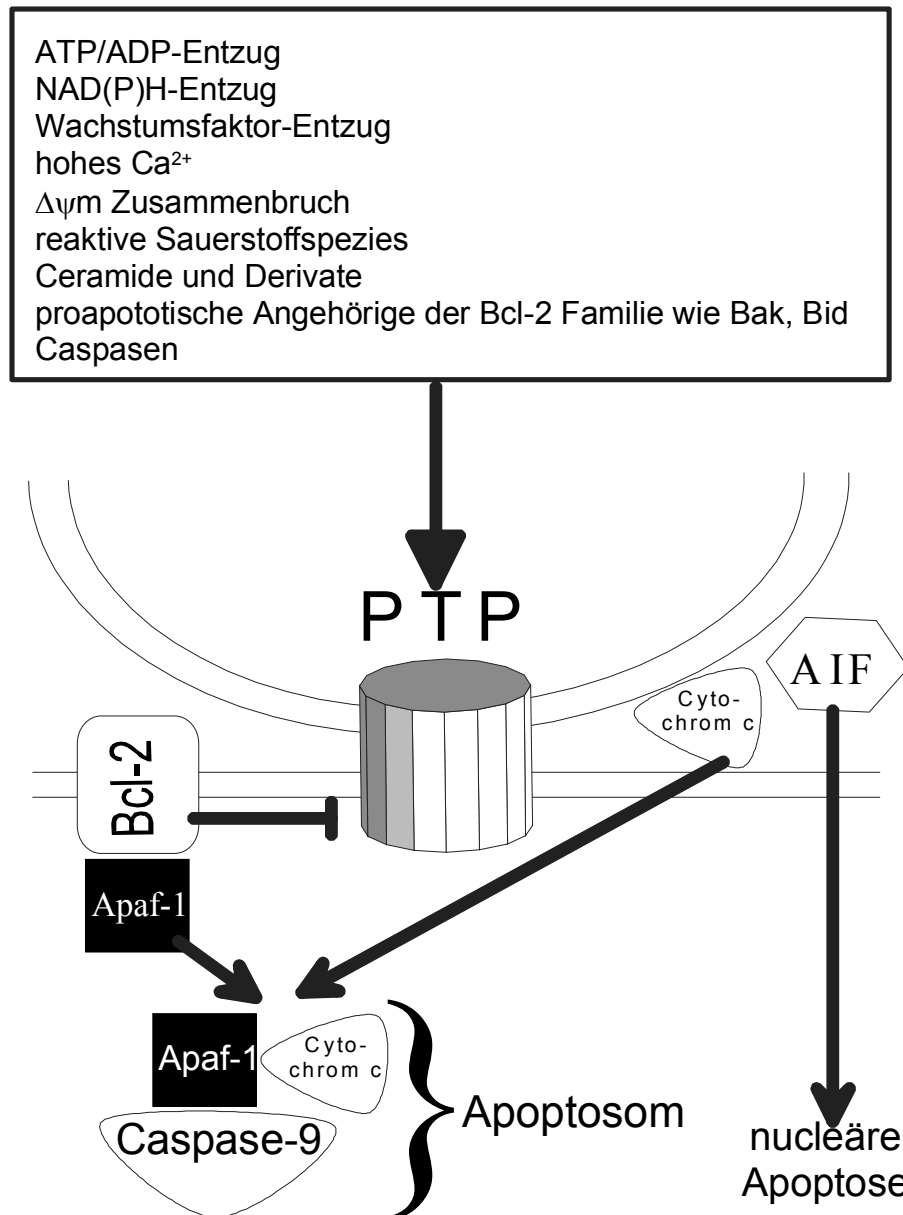 ATP/ADP-Entzug
NAD(P)H-Entzug
Wachstumsfaktor-Entzug
hohes Ca²⁺
Δψm Zusammenbruch
reaktive Sauerstoffspezies
Ceramide und Derivate
proapototische Angehörige der Bcl-2 Familie wie Bak, Bid
Caspasen
PTP
AIF
Cyto-
chrom c
Bcl-2
Apaf-1
Apaf-1
Cyto-
chrom c
Caspase-9
Apoptosom
nucleäre
Apoptose